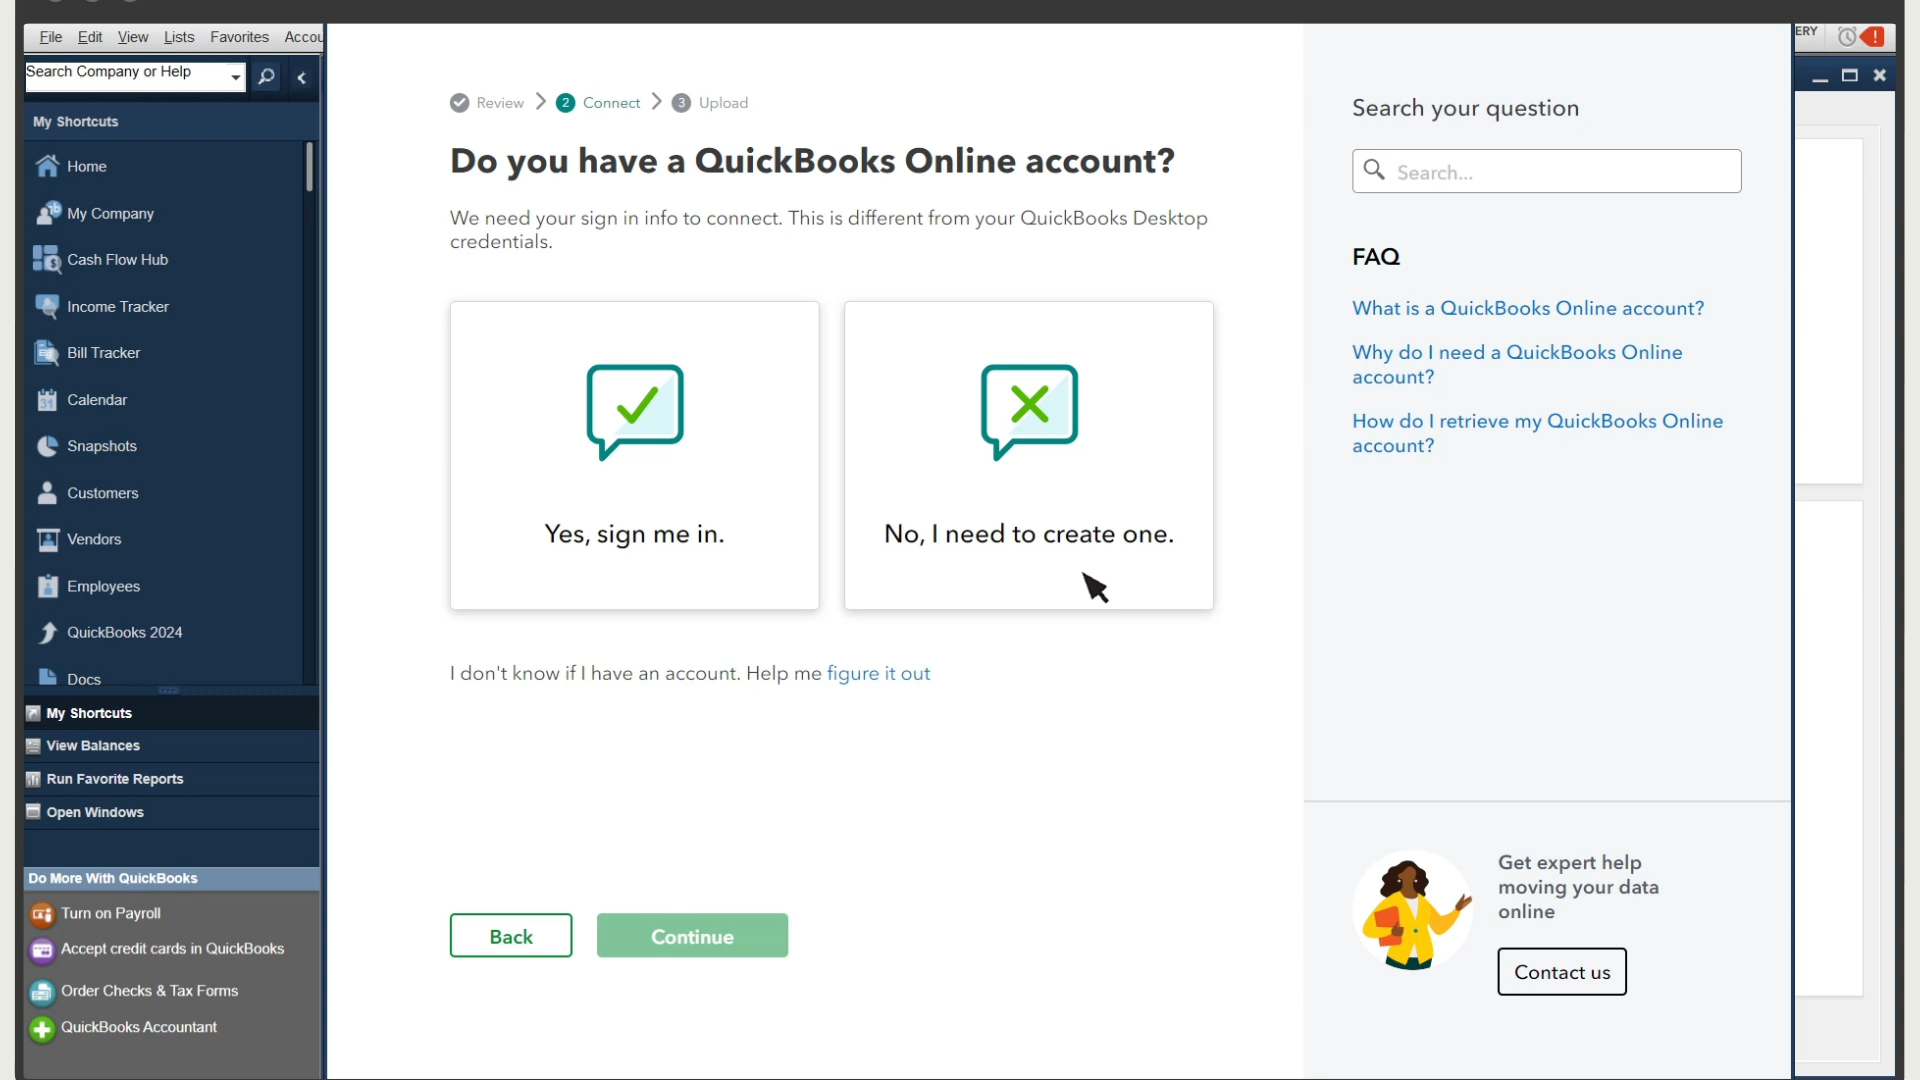 File Edit View Lists Favorites Accou
ERY
Search Company or Help
My Shortcuts
Home
My Company
Cash Flow Hub
Income Tracker
Bill Tracker
31 Calendar
Snapshots
Customers
Vendors
Employees
QuickBooks 2024
Docs
My Shortcuts
View Balances
Run Favorite Reports
Open Windows
Do More With QuickBooks
Turn on Payroll
Accept credit cards in QuickBooks
Order Checks & Tax Forms
QuickBooks Accountant
Review 2 Connect 3 Upload
Do you have a QuickBooks Online account?
We need your sign in info to connect. This is different from your QuickBooks Desktop
credentials.
Yes, sign me in.
No, I need to create one.
I don't know if I have an account. Help me figure it out
Back
Continue
Search your question
Search...
FAQ
What is a QuickBooks Online account?
Why do I need a QuickBooks Online
account?
How do I retrieve my QuickBooks Online
account?
Get expert help
moving your data
online
Contact us